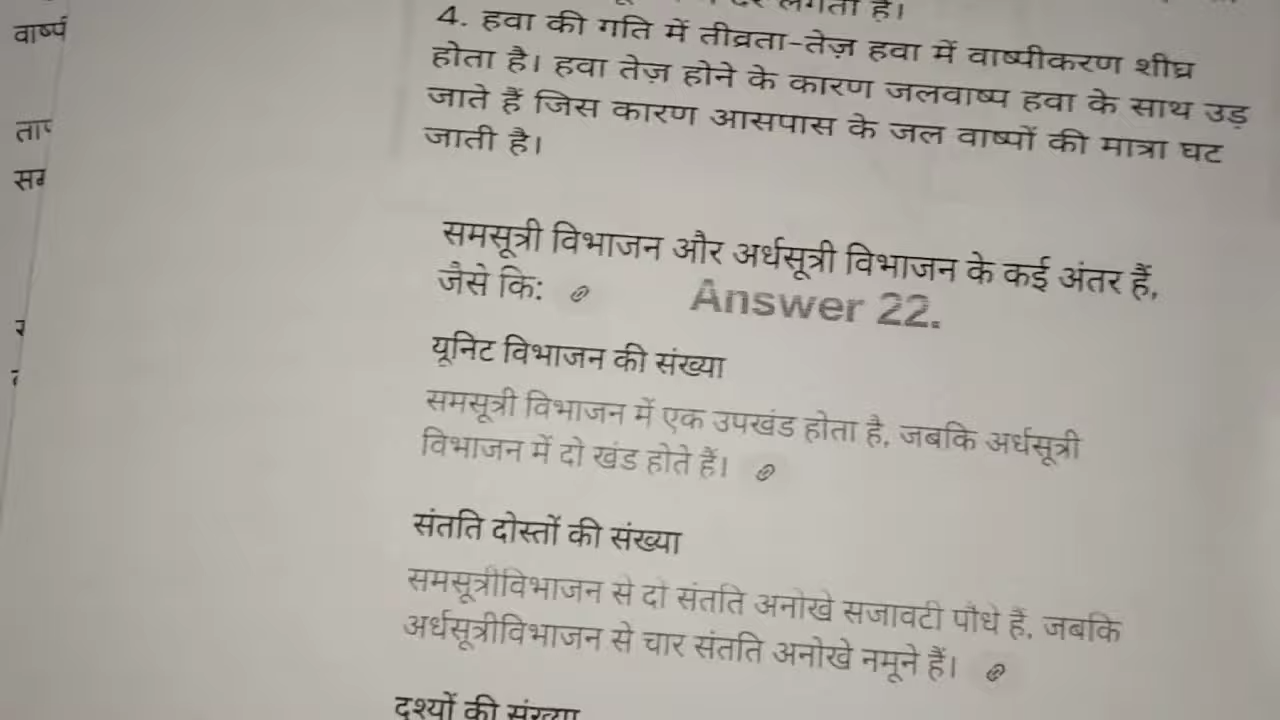 लगती है।
4. हवा की गति में तीव्रता-तेज़ हवा में वाष्पीकरण शीघ्र
होता है। हवा तेज़ होने के कारण जलवाष्प हवा के साथ उड़
जाते हैं जिस कारण आसपास के जल वाष्पों की मात्रा घट
जाती है।
वार्ष्प
समसूत्री विभाजन और अर्धसूत्री विभाजन के कई अंतर हैं,
जैसे कि:
Answer 22.
यूनिट विभाजन की संख्या
समसूत्री विभाजन में एक उपखंड होता है, जबकि अर्धसूत्री
विभाजन में दो खंड होते हैं।
संतति दोस्तों की संख्या
समसूत्रीविभाजन से दो संतति अनोखे सजावटी पौधे हैं, जबकि
अर्धसूत्रीविभाजन से चार संतति अनोखे नमूने हैं।
दृश्यों की संख्या